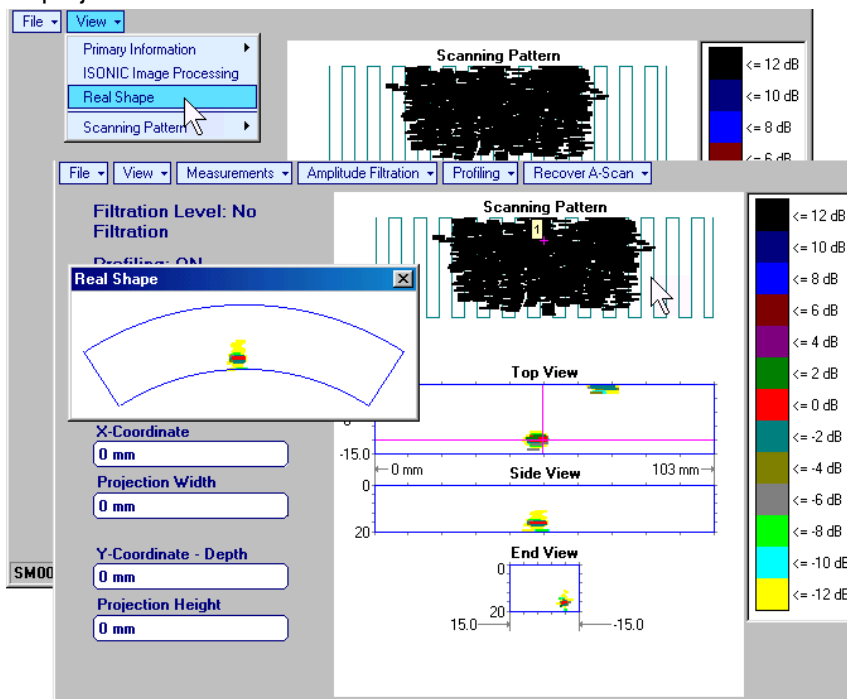 File View
Primary Information
ISONIC Image Processing
Real Shape
Scanning Pattern
Scanning Pattern
<= 12 dB
<= 10 dB
<= 8 dB
<= 6 dB
File View Measurements Amplitude Filtration Profiling Recover A-Scan
Filtration Level: No
Filtration
Profiling: ON
Real Shape
X-Coordinate
0 mm
Projection Width
0 mm
Y-Coordinate - Depth
0 mm
Projection Height
0 mm
SM00
Scanning Pattern
1
Top View
-15.0
0 mm
103 mm
Side View
0
20
End View
0
20
15.0
-15.0
<= 12 dB
<= 10 dB
<= 8 dB
<= 6 dB
<= 4 dB
<= 2 dB
<= 0 dB
<= -2 dB
<= -4 dB
<= -6 dB
<= -8 dB
<= -10 dB
<= -12 dB